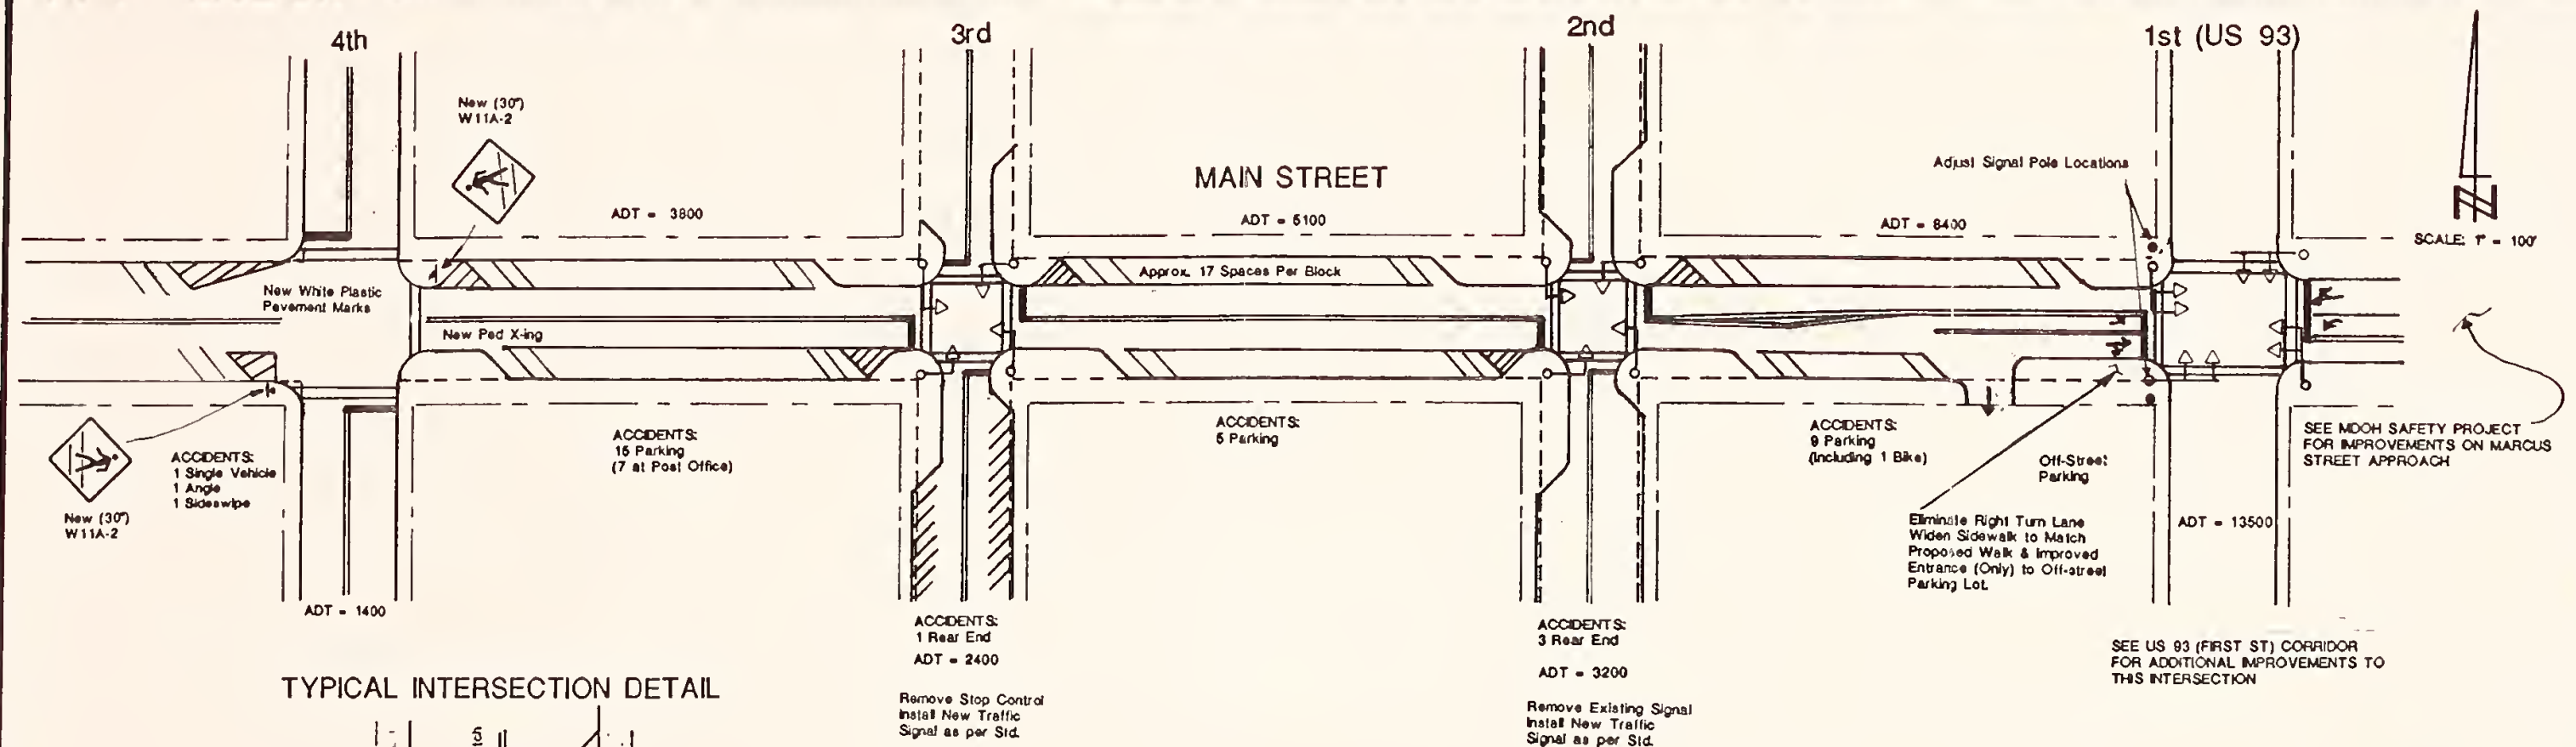 4th
3rd
2nd
1st (US 93)
New (30")
W11A-2
MAIN STREET
Adjust Signal Pole Locations
N
SCALE: 1" = 100'
ADT = 3800
ADT = 6100
ADT = 8400
New White Plastic
Pavement Marks
Approx. 17 Spaces Per Block
New Ped X-ing
ACCIDENTS:
1 Single Vehicle
1 Angle
1 Sideswipe
New (30")
W11A-2
ACCIDENTS:
15 Parking
(7 at Post Office)
ACCIDENTS:
5 Parking
ACCIDENTS:
9 Parking
(Including 1 Bike)
Off-Street
Parking
SEE MDOH SAFETY PROJECT
FOR IMPROVEMENTS ON MARCUS
STREET APPROACH
Eliminate Right Turn Lane
Widen Sidewalk to Match
Proposed Walk & Improved
Entrance (Only) to Off-street
Parking Lot.
ADT = 13500
ADT = 1400
ACCIDENTS:
1 Rear End
ADT = 2400
Remove Stop Control
Install New Traffic
Signal as per Std.
ACCIDENTS:
3 Rear End
ADT = 3200
Remove Existing Signal
Install New Traffic
Signal as per Std.
SEE US 93 (FIRST ST) CORRIDOR
FOR ADDITIONAL IMPROVEMENTS TO
THIS INTERSECTION
TYPICAL INTERSECTION DETAIL